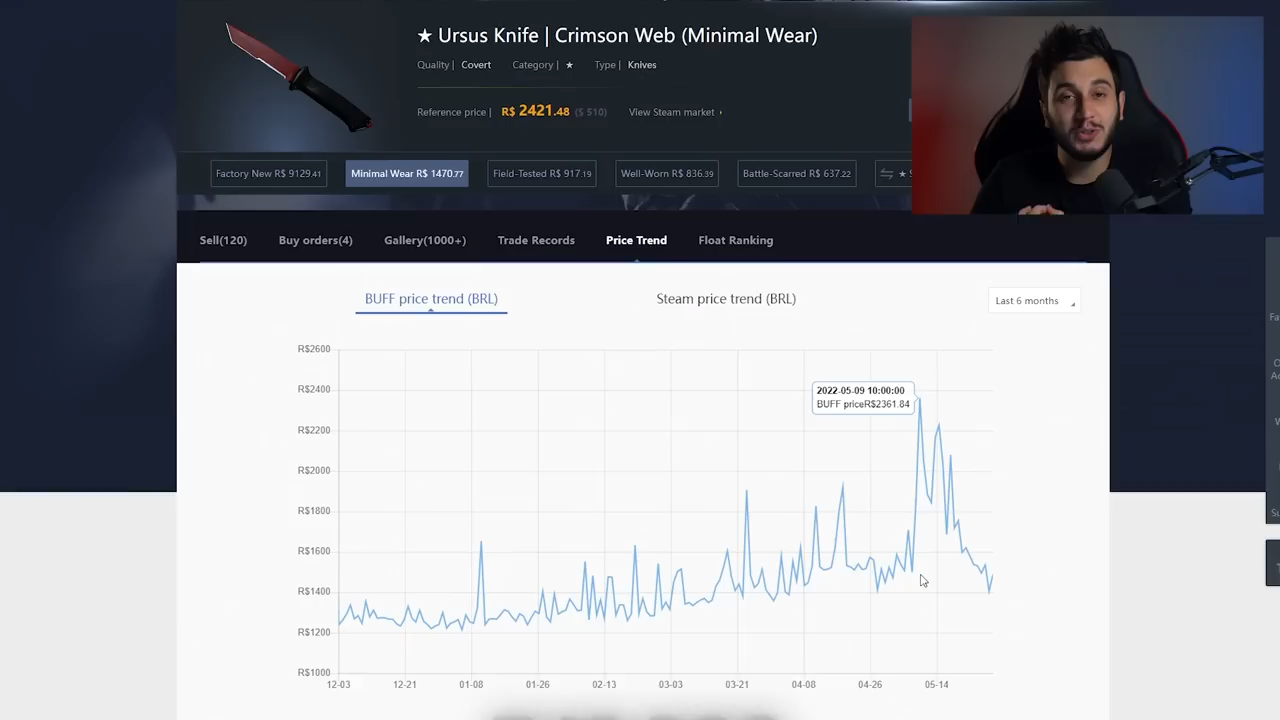 ★ Ursus Knife | Crimson Web (Minimal Wear)
Quality | Covert Category | ★ Type | Knives
Reference price | R$ 2421.48 ($ 510) View Steam market
Factory New R$ 9129.41 Minimal Wear R$ 1470.77 Field-Tested R$ 917.19 Well-Worn R$ 836.39 Battle-Scarred R$ 637.22 ★
Sell(120) Buy orders(4) Gallery(1000+) Trade Records Price Trend Float Ranking
BUFF price trend (BRL) Steam price trend (BRL) Last 6 months
R$2600
R$2400
2022-05-09 10:00:00
BUFF priceR$2361.84
R$2200
R$2000
R$1800
R$1600
R$1400
R$1200
R$1000
12-03 12-21 01-08 01-26 02-13 03-03 03-21 04-08 04-26 05-14